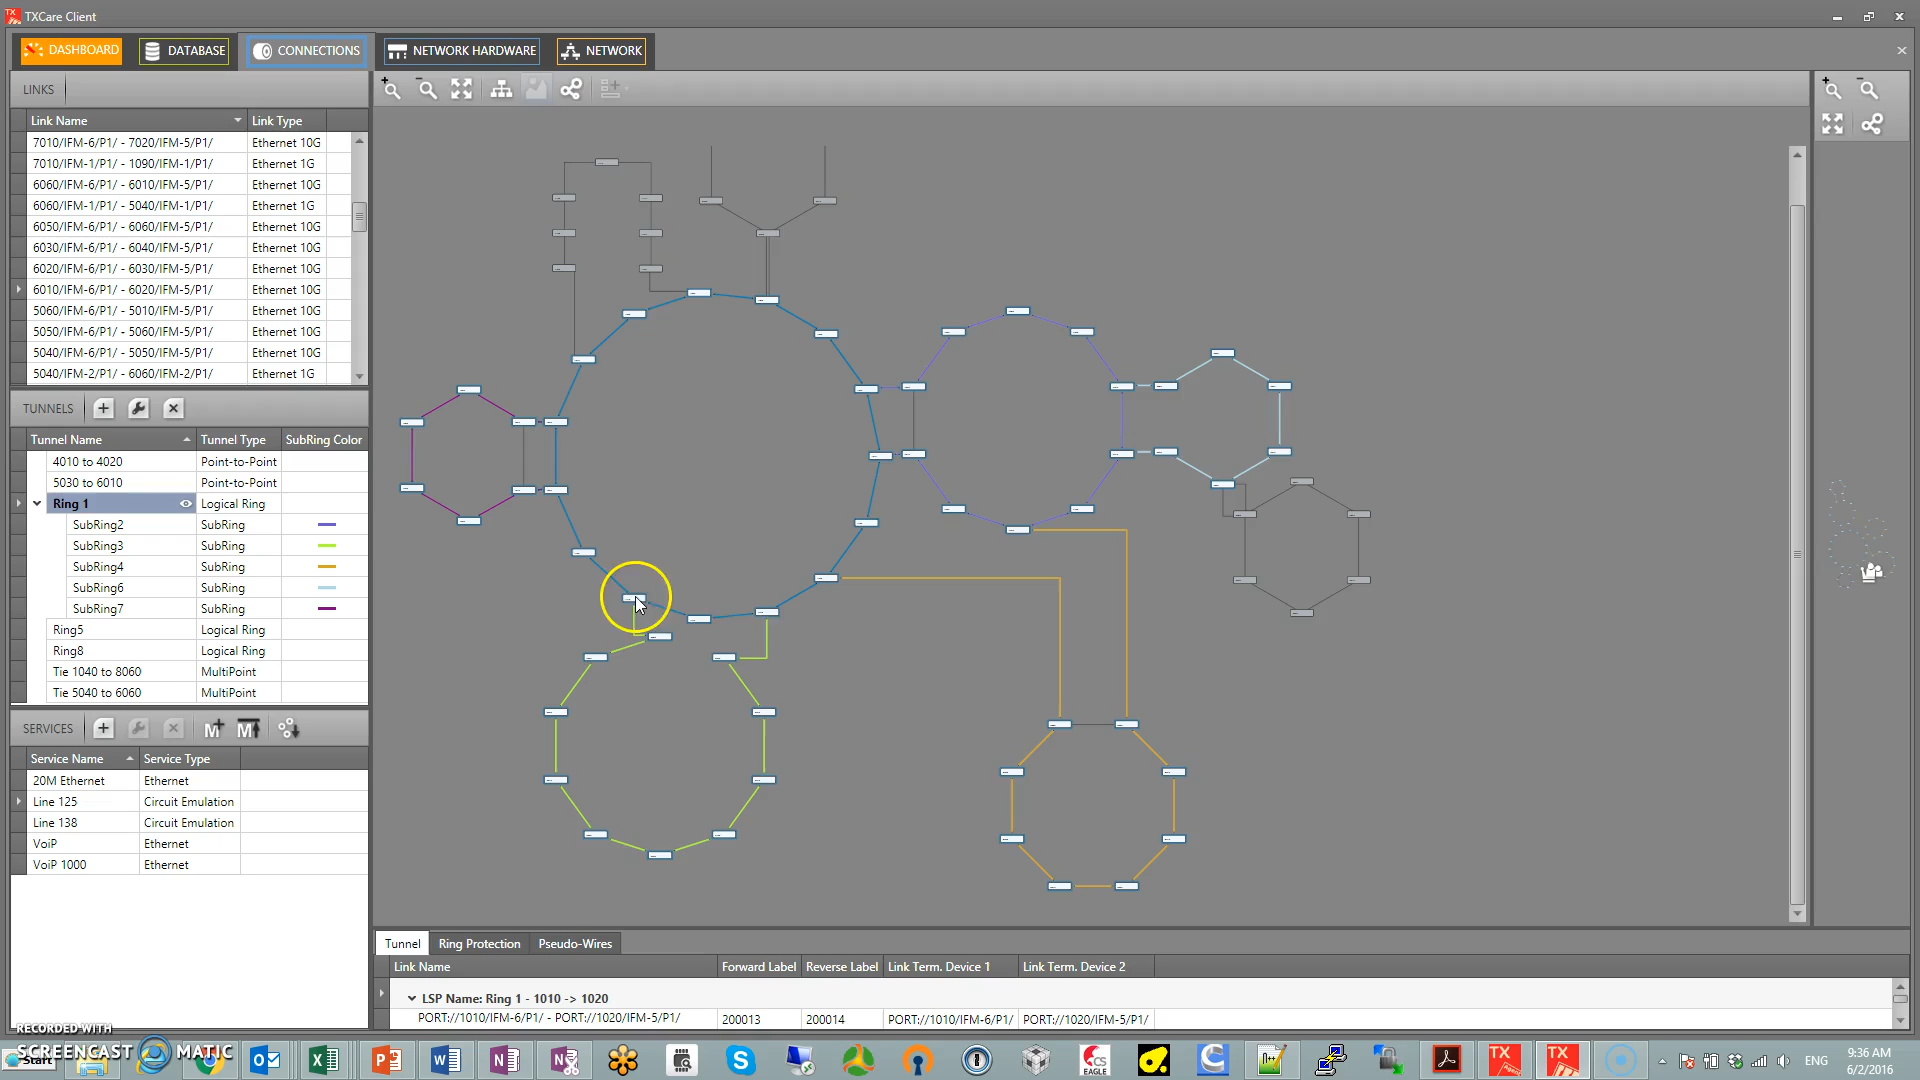 TXCare Client
DASHBOARD
DATABASE
CONNECTIONS
NETWORK HARDWARE
NETWORK
LINKS
Link Name Link Type
7010/IFM-6/P1/ - 7020/IFM-5/P1/ Ethernet 10G
7010/IFM-1/P1/ - 1090/IFM-1/P1/ Ethernet 1G
6060/IFM-6/P1/ - 6010/IFM-5/P1/ Ethernet 10G
6060/IFM-1/P1/ - 5040/IFM-1/P1/ Ethernet 1G
6050/IFM-6/P1/ - 6060/IFM-5/P1/ Ethernet 10G
6030/IFM-6/P1/ - 6040/IFM-5/P1/ Ethernet 10G
6020/IFM-6/P1/ - 6030/IFM-5/P1/ Ethernet 10G
6010/IFM-6/P1/ - 6020/IFM-5/P1/ Ethernet 10G
5060/IFM-6/P1/ - 5010/IFM-5/P1/ Ethernet 10G
5050/IFM-6/P1/ - 5060/IFM-5/P1/ Ethernet 10G
5040/IFM-6/P1/ - 5050/IFM-5/P1/ Ethernet 10G
5040/IFM-2/P1/ - 6060/IFM-2/P1/ Ethernet 1G
TUNNELS
Tunnel Name Tunnel Type SubRing Color
4010 to 4020 Point-to-Point
5030 to 6010 Point-to-Point
Ring 1 Logical Ring
SubRing2 SubRing
SubRing3 SubRing
SubRing4 SubRing
SubRing6 SubRing
SubRing7 SubRing
Ring5 Logical Ring
Ring8 Logical Ring
Tie 1040 to 8060 MultiPoint
Tie 5040 to 6060 MultiPoint
SERVICES
Service Name Service Type
20M Ethernet Ethernet
Line 125 Circuit Emulation
Line 138 Circuit Emulation
VoiP Ethernet
VoiP 1000 Ethernet
Tunnel Ring Protection Pseudo-Wires
Link Name Forward Label Reverse Label Link Term. Device 1 Link Term. Device 2
LSP Name: Ring 1 - 1010 -> 1020
PORT://1010/IFM-6/P1/ - PORT://1020/IFM-5/P1/ 200013 200014 PORT://1010/IFM-6/P1/ PORT://1020/IFM-5/P1/
RECORDED WITH
SCREENCAST MATIC
Start
ENG
9:36 AM
6/2/2016